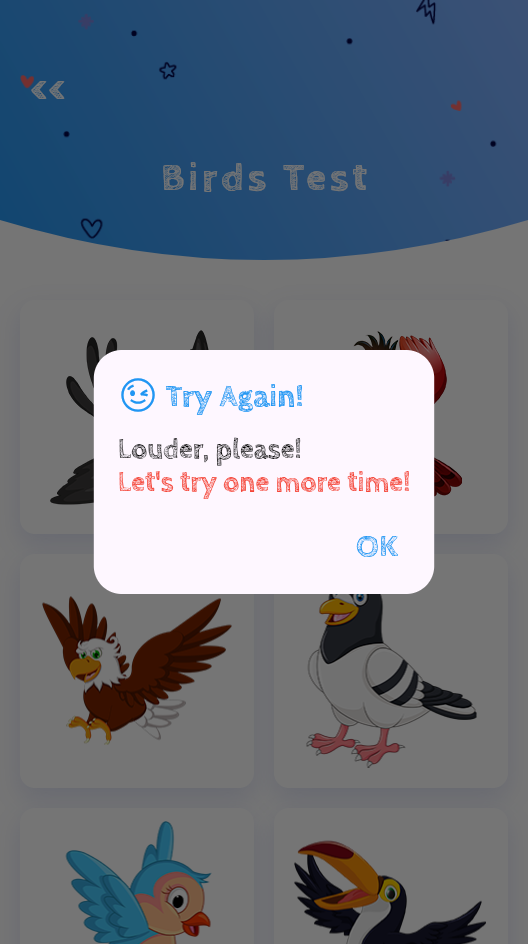 Birds Test
Try Again!
Louder, please!
Let's try one more time!
OK